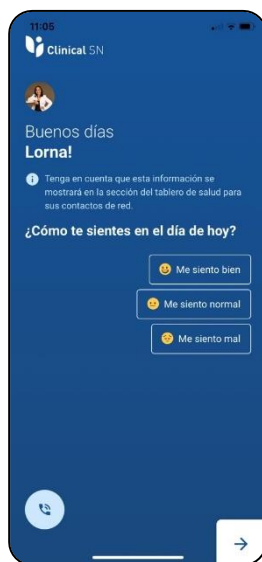 11:05
Clinical SN
Buenos días
Lorna!
Tenga en cuenta que esta información se
mostrará en la sección del tablero de salud para
sus contactos de red.
¿Cómo te sientes en el día de hoy?
Me siento bien
Me siento normal
Me siento mal